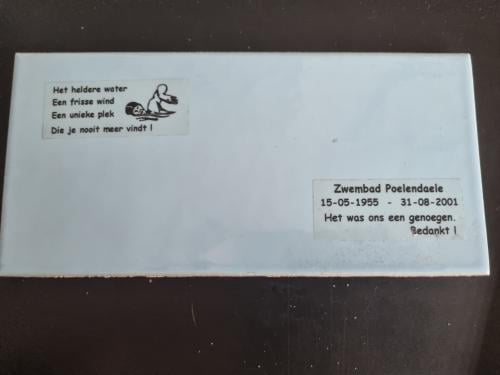 Het heldere water
Een frisse wind
Een unieke plek
Die je nooit meer vindt !
Zwembad Poelendaele
15-05-1955 - 31-08-2001
Het was ons een genoegen.
Bedankt !